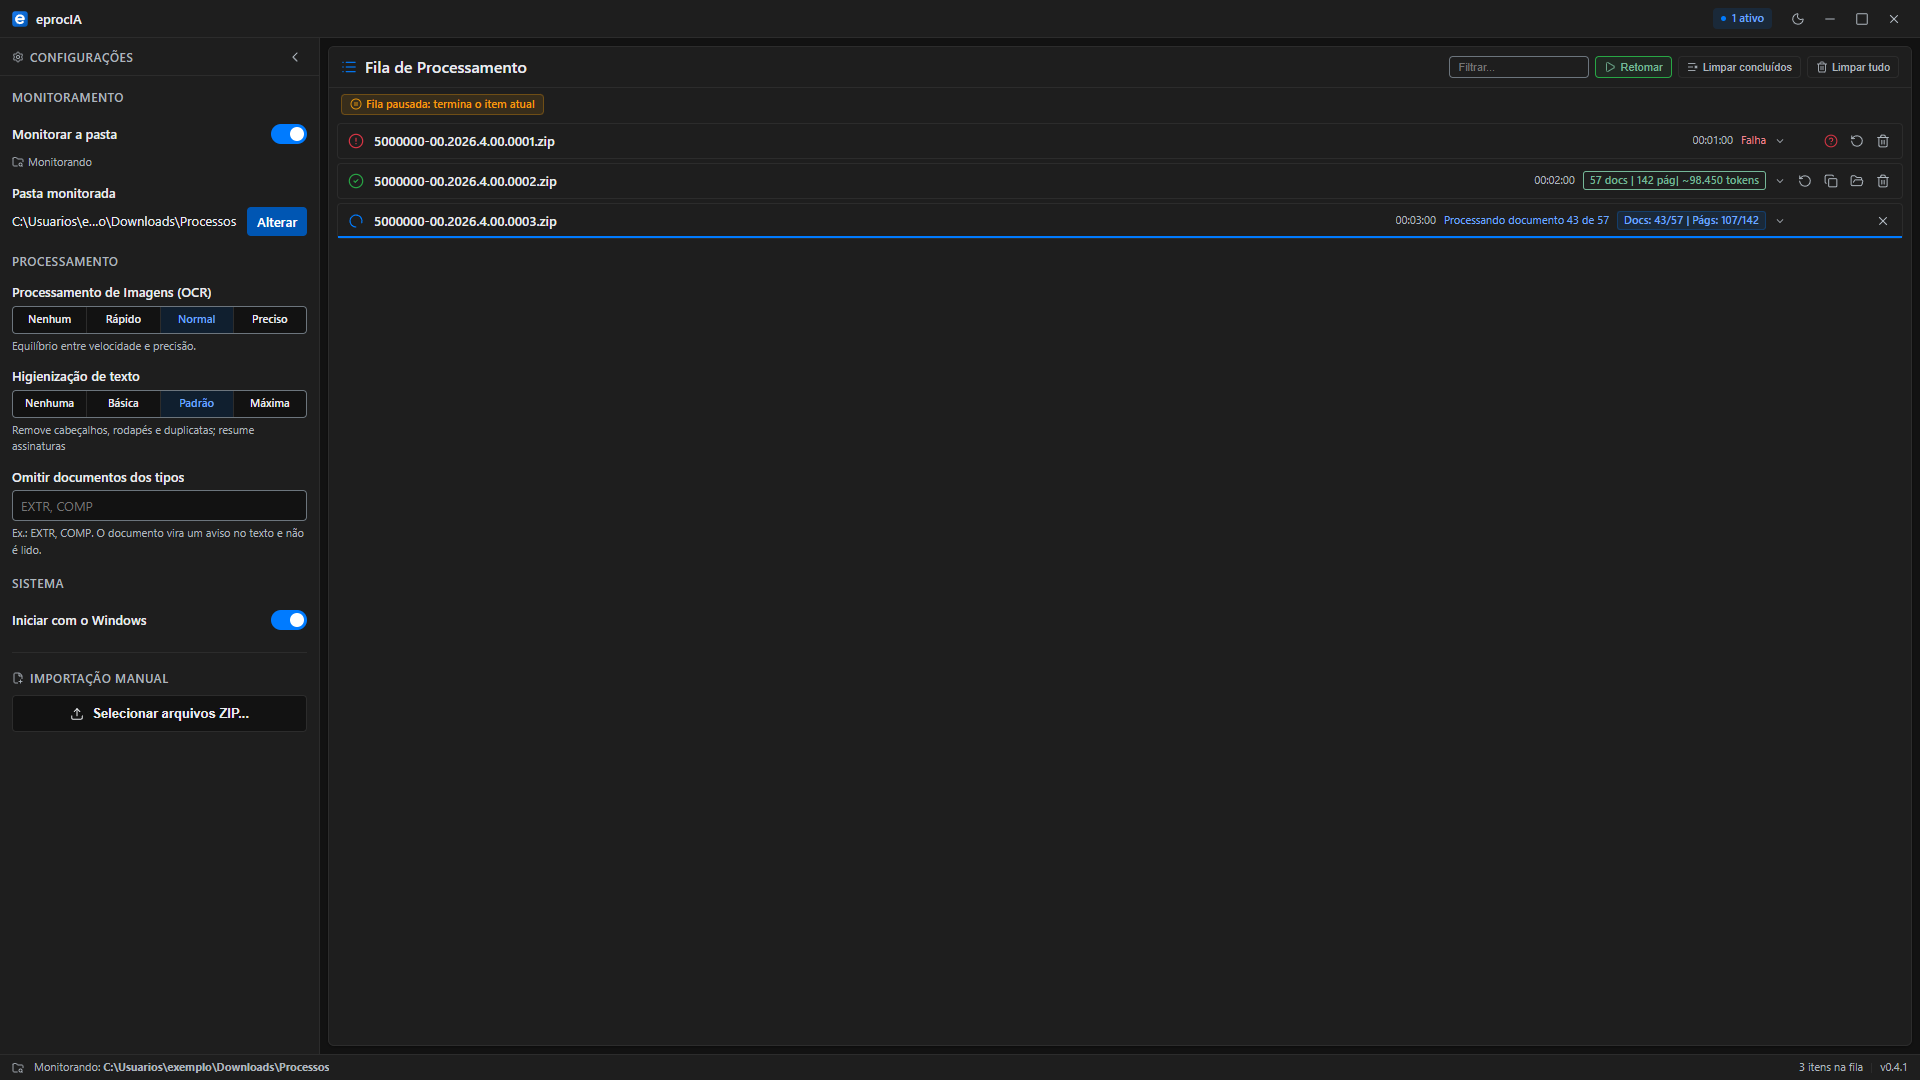 eprocIA
1 ativo
CONFIGURAÇÕES
MONITORAMENTO
Monitorar a pasta
Monitorando
Pasta monitorada
C:\Usuarios\e...o\Downloads\Processos
Alterar
PROCESSAMENTO
Processamento de Imagens (OCR)
Nenhum Rápido Normal Preciso
Equilíbrio entre velocidade e precisão.
Higienização de texto
Nenhuma Básica Padrão Máxima
Remove cabeçalhos, rodapés e duplicatas; resume
assinaturas
Omitir documentos dos tipos
EXTR, COMP
Ex.: EXTR, COMP. O documento vira um aviso no texto e não
é lido.
SISTEMA
Iniciar com o Windows
IMPORTAÇÃO MANUAL
Selecionar arquivos ZIP...
Fila de Processamento
Filtrar...
Retomar
Limpar concluídos
Limpar tudo
Fila pausada: termina o item atual
5000000-00.2026.4.00.0001.zip 00:01:00 Falha
5000000-00.2026.4.00.0002.zip 00:02:00 57 docs | 142 pág| ~98.450 tokens
5000000-00.2026.4.00.0003.zip 00:03:00 Processando documento 43 de 57 Docs: 43/57 | Págs: 107/142
Monitorando: C:\Usuarios\exemplo\Downloads\Processos
3 itens na fila
v0.4.1